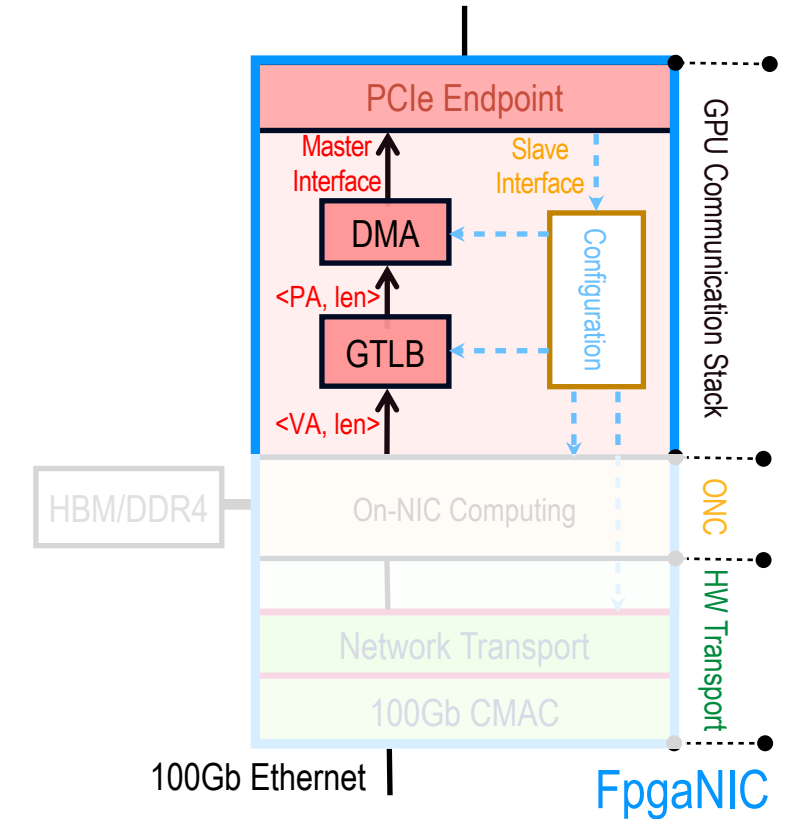 PCIe Endpoint
Master
Interface
Slave
Interface
DMA
<PA, len>
GTLB
<VA, len>
Configuration
GPU Communication Stack
HBM/DDR4
On-NIC Computing
ONC
Network Transport
100Gb CMAC
HW Transport
100Gb Ethernet
FpgaNIC